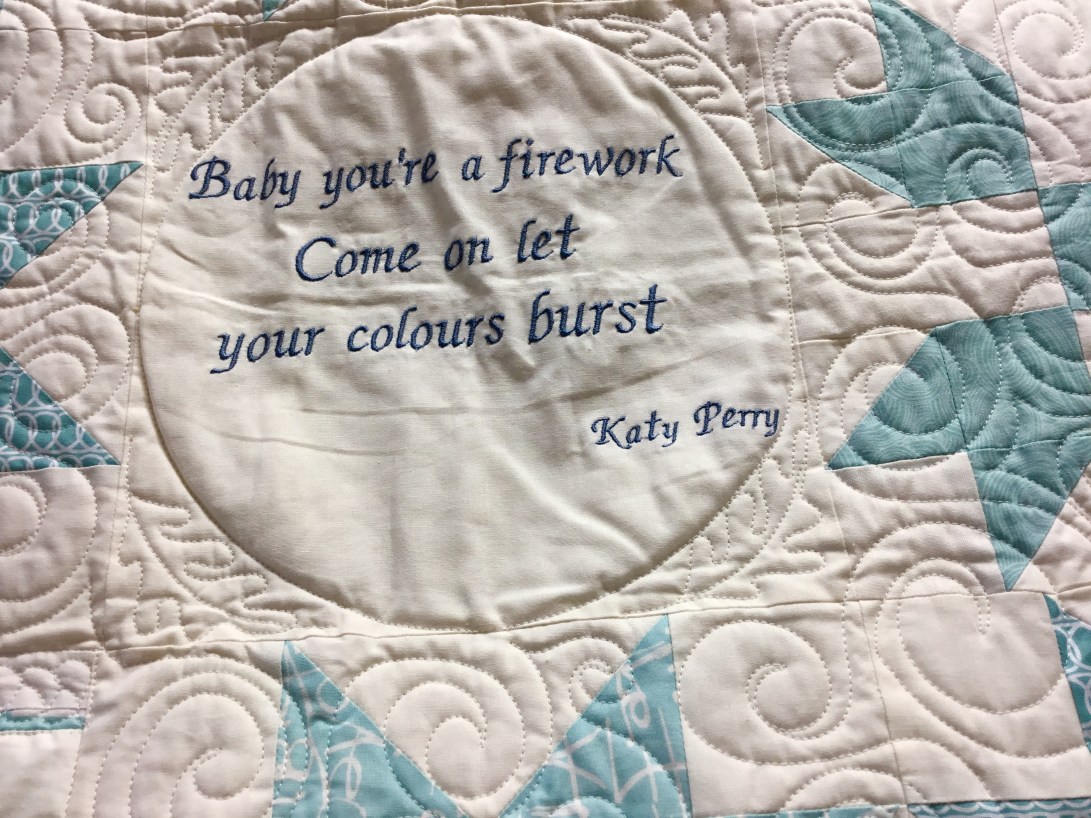 Baby you're a firework
Come on let
your colours burst
Katy Perry